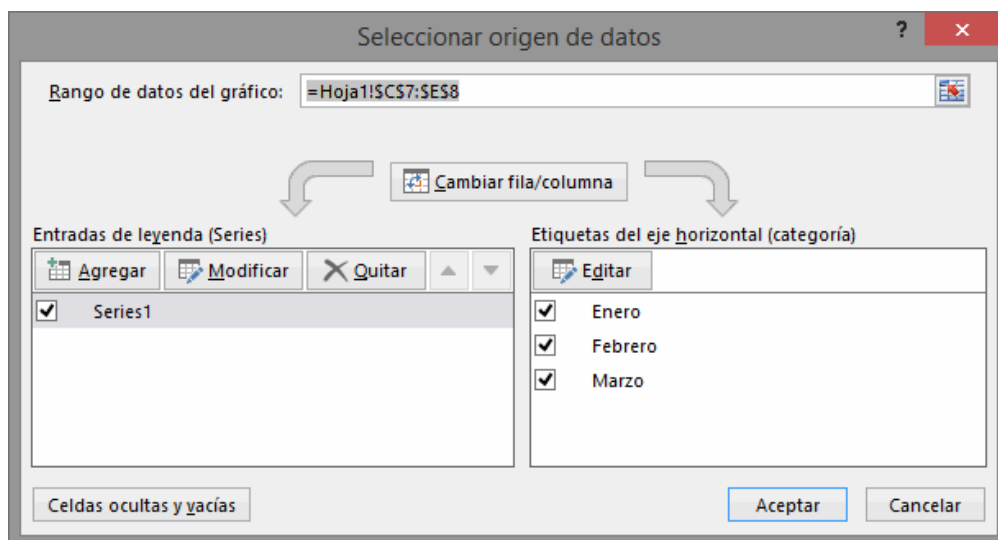 Seleccionar origen de datos ? ×
Rango de datos del gráfico: =Hoja1!$C$7:$E$8
Cambiar fila/columna
Entradas de leyenda (Series)
Agregar Modificar Quitar
Series1
Etiquetas del eje horizontal (categoría)
Editar
Enero
Febrero
Marzo
Celdas ocultas y vacías
Aceptar Cancelar